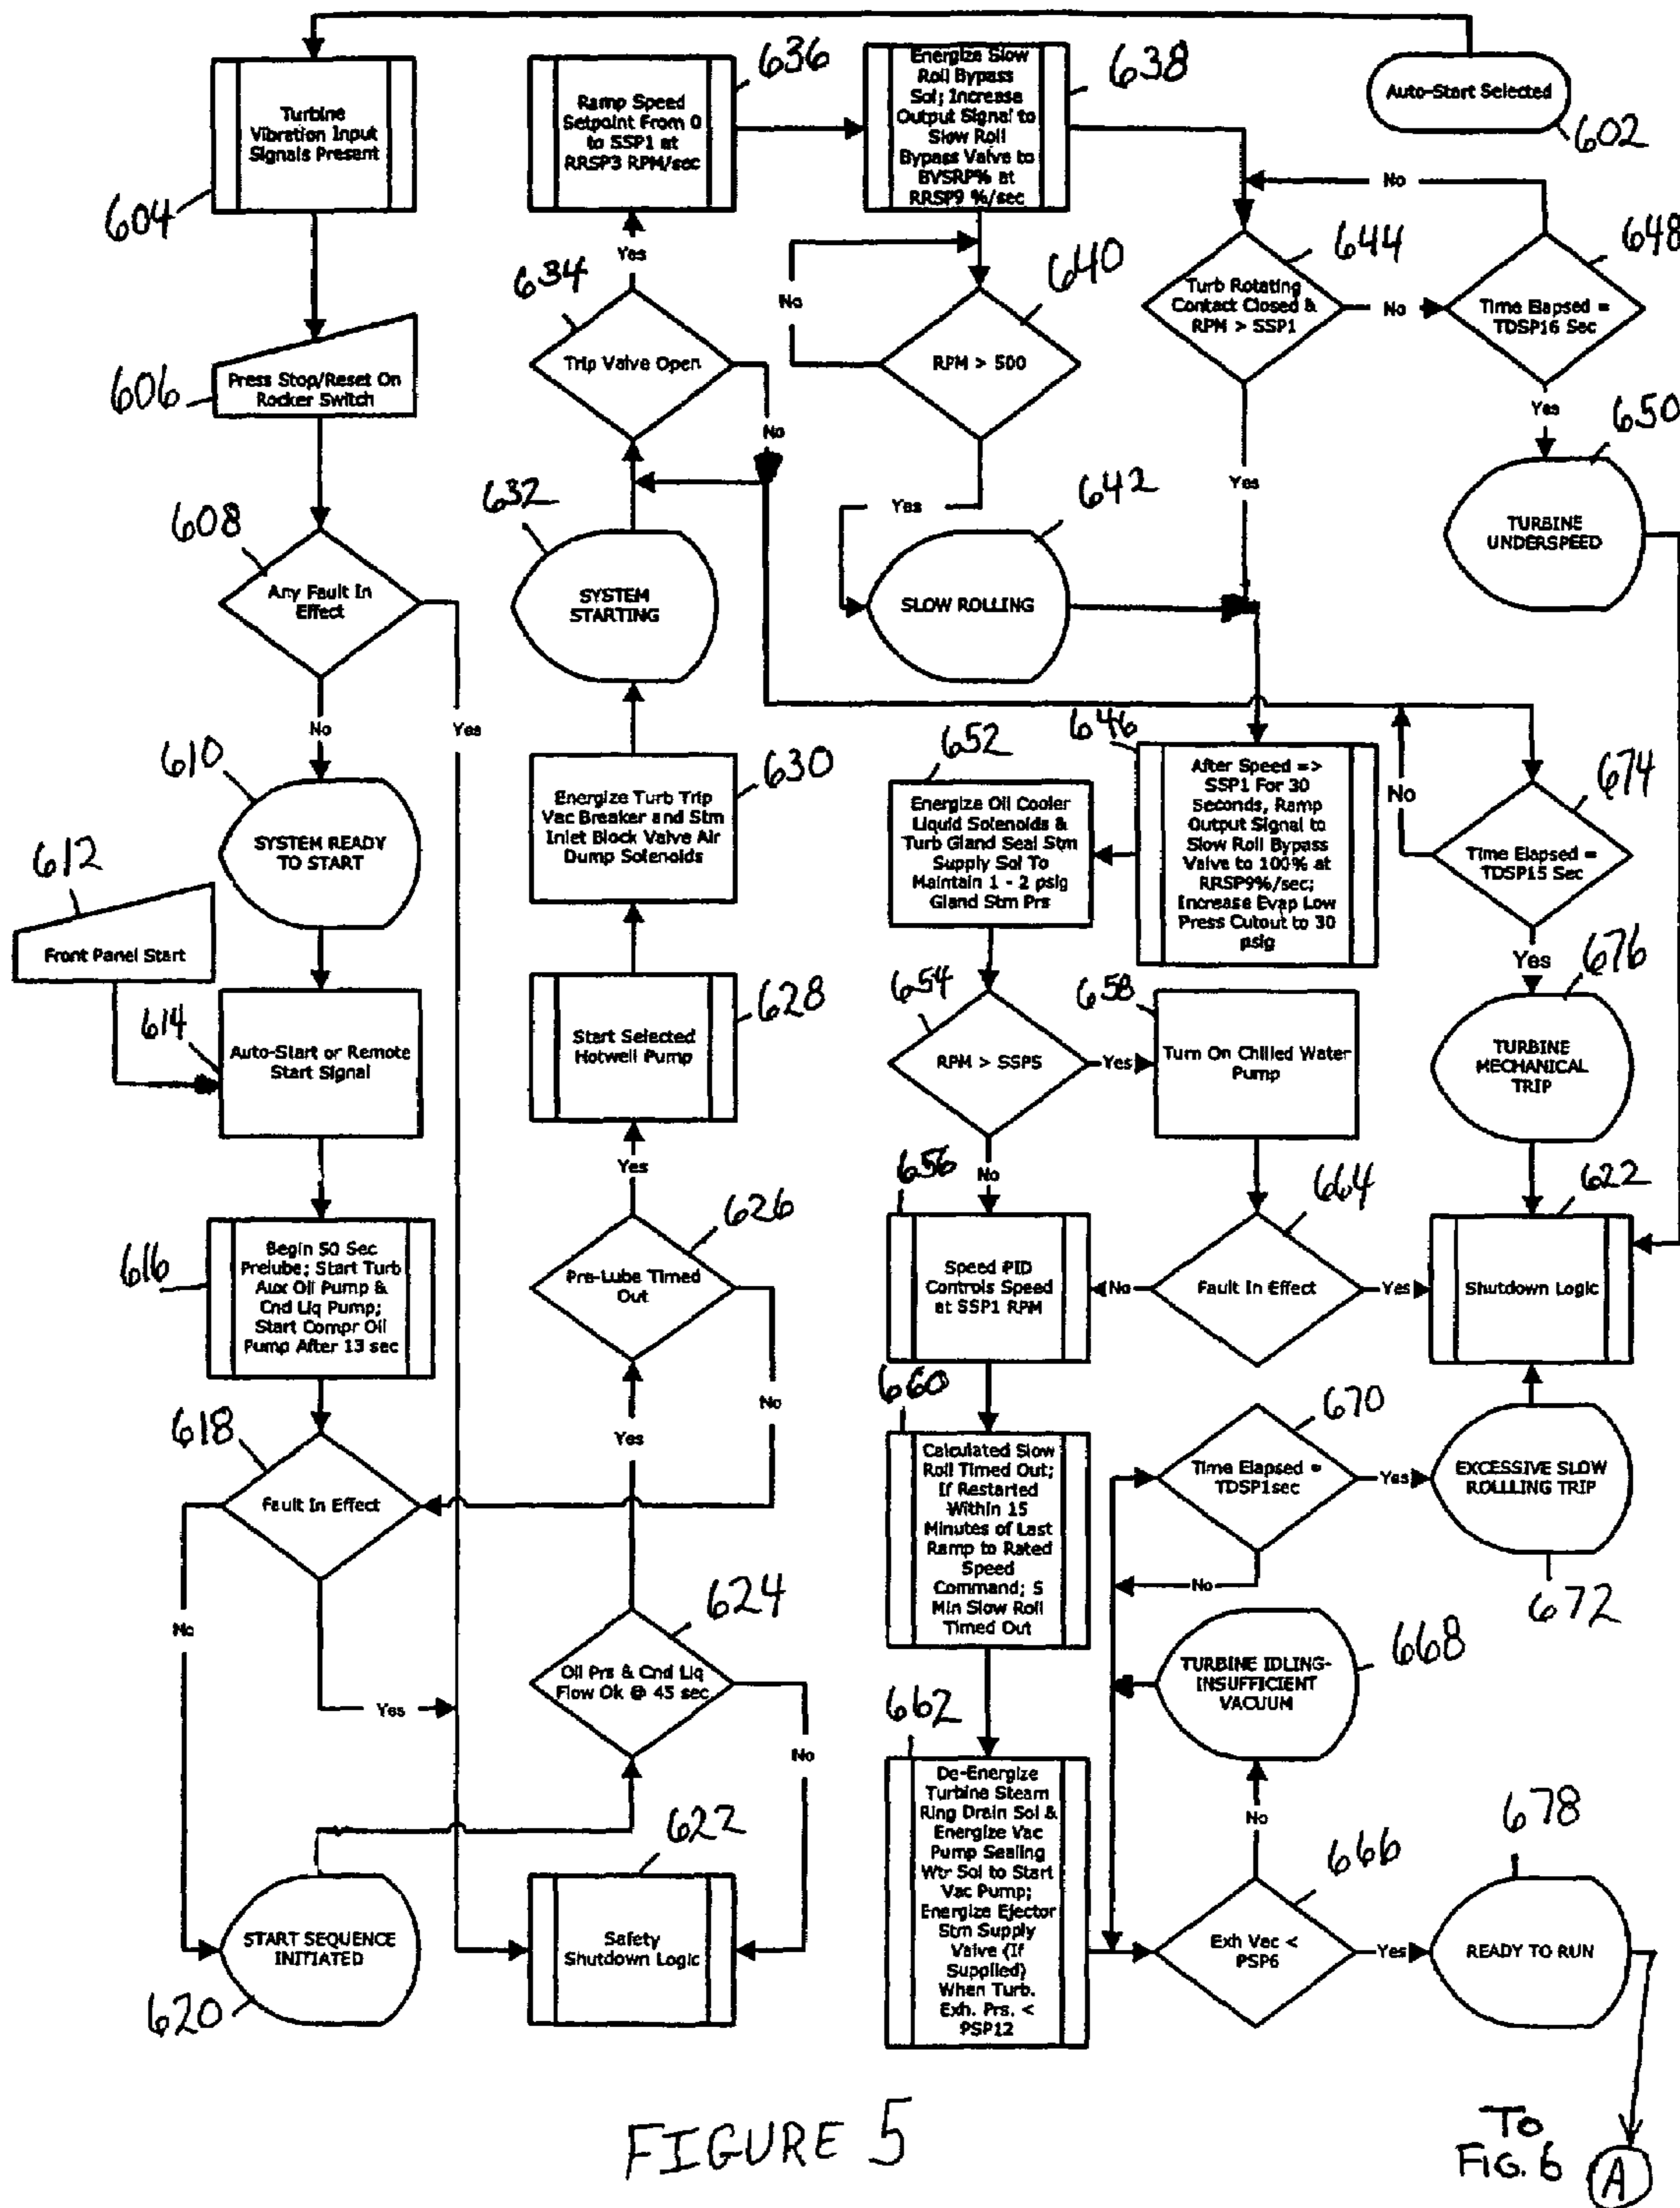 Auto-Start Selected
602
Turbine
Vibration Input
Signals Present
604
Press Stop/Reset On
Rocker Switch
606
Any Fault In
Effect
608
No
Yes
SYSTEM READY
TO START
610
Front Panel Start
612
Auto-Start or Remote
Start Signal
614
Begin 50 Sec
Prelube; Start Turb
Aux Oil Pump &
Cnd Liq Pump;
Start Compr Oil
Pump After 13 sec
616
Fault In Effect
618
No
Yes
START SEQUENCE
INITIATED
620
Safety
Shutdown Logic
622
Oil Prs & Cnd Liq
Flow Ok @ 45 sec
624
Yes
No
Pre-Lube Timed
Out
626
Yes
No
Start Selected
Hotwell Pump
628
Energize Turb Trip
Vac Breaker and Stm
Inlet Block Valve Air
Dump Solenoids
630
SYSTEM
STARTING
632
Trip Valve Open
634
Yes
No
Ramp Speed
Setpoint From 0
to SSP1 at
RRSP3 RPM/sec
636
Energize Slow
Roll Bypass
Sol; Increase
Output Signal to
Slow Roll
Bypass Valve to
BVSRP% at
RRSP9 %/sec
638
RPM > 500
640
No
Yes
SLOW ROLLING
642
Turb Rotating
Contact Closed &
RPM > SSP1
644
No
Yes
Time Elapsed =
TDSP16 Sec
648
No
Yes
TURBINE
UNDERSPEED
650
After Speed =>
SSP1 For 30
Seconds, Ramp
Output Signal to
Slow Roll Bypass
Valve to 100% at
RRSP9%/sec;
Increase Evap Low
Press Cutout to 30
psig
646
Energize Oil Cooler
Liquid Solenoids &
Turb Gland Seal Stm
Supply Sol To
Maintain 1 - 2 psig
Gland Stm Prs
652
RPM > SSP5
654
Yes
No
Turn On Chilled Water
Pump
658
Speed PID
Controls Speed
at SSP1 RPM
656
Fault In Effect
664
No
Yes
Shutdown Logic
622
Time Elapsed =
TDSP15 Sec
674
No
Yes
TURBINE
MECHANICAL
TRIP
676
Calculated Slow
Roll Timed Out;
If Restarted
Within 15
Minutes of Last
Ramp to Rated
Speed
Command; 5
Min Slow Roll
Timed Out
660
Time Elapsed =
TDSP1sec
670
Yes
No
EXCESSIVE SLOW
ROLLLING TRIP
672
TURBINE IDLING-
INSUFFICIENT
VACUUM
668
De-Energize
Turbine Steam
Ring Drain Sol &
Energize Vac
Pump Sealing
Wtr Sol to Start
Vac Pump;
Energize Ejector
Stm Supply
Valve (If
Supplied)
When Turb.
Exh. Prs. <
PSP12
662
Exh Vac <
PSP6
666
No
Yes
READY TO RUN
678
FIGURE 5
TO
FIG. 6
A